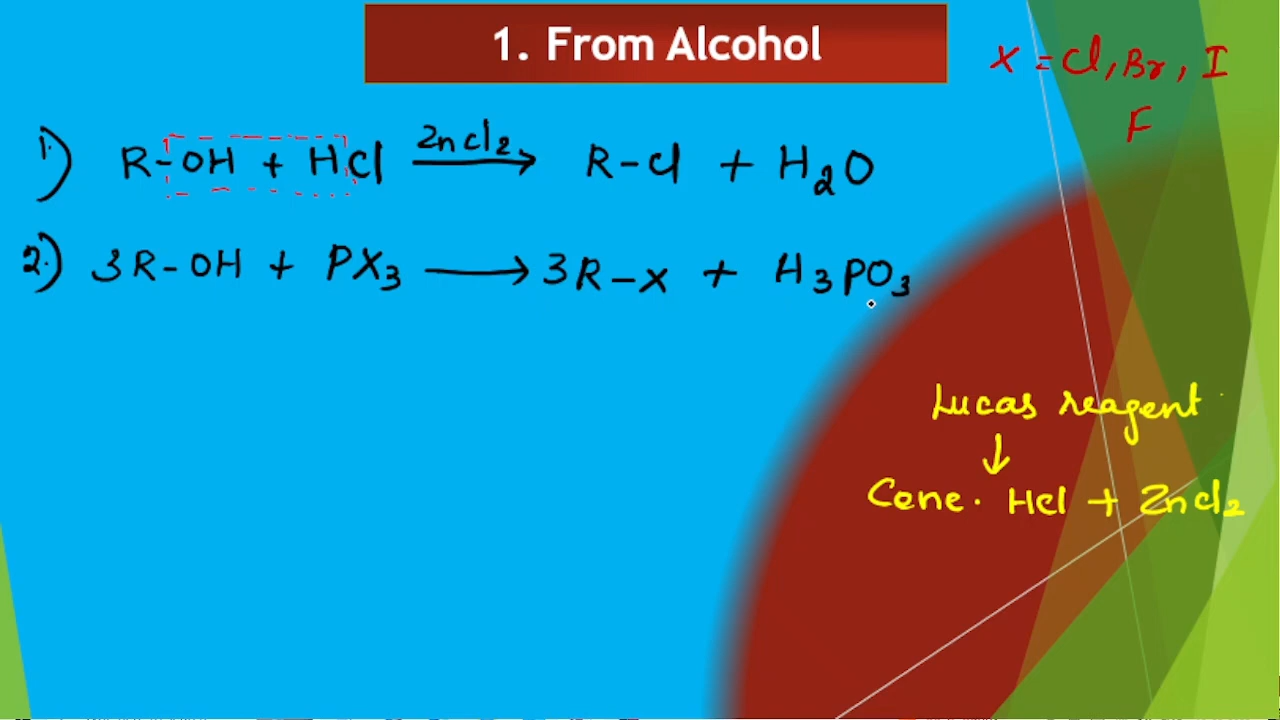 1. From Alcohol
X = Cl, Br, I
F
1.) R-OH + HCl ZnCl2 → R-Cl + H2O
2.) 3R-OH + PX3 → 3R-X + H3PO3
Lucas reagent
↓
Conc. HCl + ZnCl2